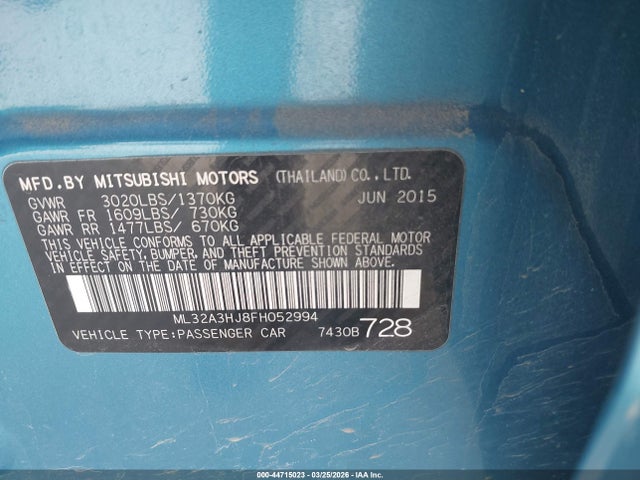 MFD.BY MITSUBISHI MOTORS (THAILAND)CO.,LTD.
GVWR 3020LBS/1370KG JUN 2015
GAWR FR 1609LBS/ 730KG
GAWR RR 1477LBS/ 670KG
THIS VEHICLE CONFORMS TO ALL APPLICABLE FEDERAL MOTOR
VEHICLE SAFETY, BUMPER, AND THEFT PREVENTION STANDARDS
IN EFFECT ON THE DATE OF MANUFACTURE SHOWN ABOVE.
ML32A3HJ8FH052994
VEHICLE TYPE:PASSENGER CAR 7430B 728
000-44715023 - 03/25/2026 - IAA Inc. (v1)